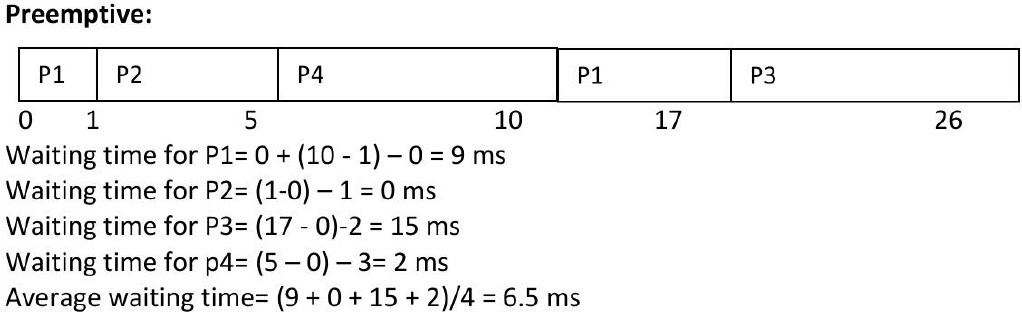 Preemptive:
P1 P2 P4 P1 P3
0 1 5 10 17 26
Waiting time for P1= 0 + (10 - 1) – 0 = 9 ms
Waiting time for P2= (1-0) – 1 = 0 ms
Waiting time for P3= (17 - 0)-2 = 15 ms
Waiting time for p4= (5 – 0) – 3= 2 ms
Average waiting time= (9 + 0 + 15 + 2)/4 = 6.5 ms